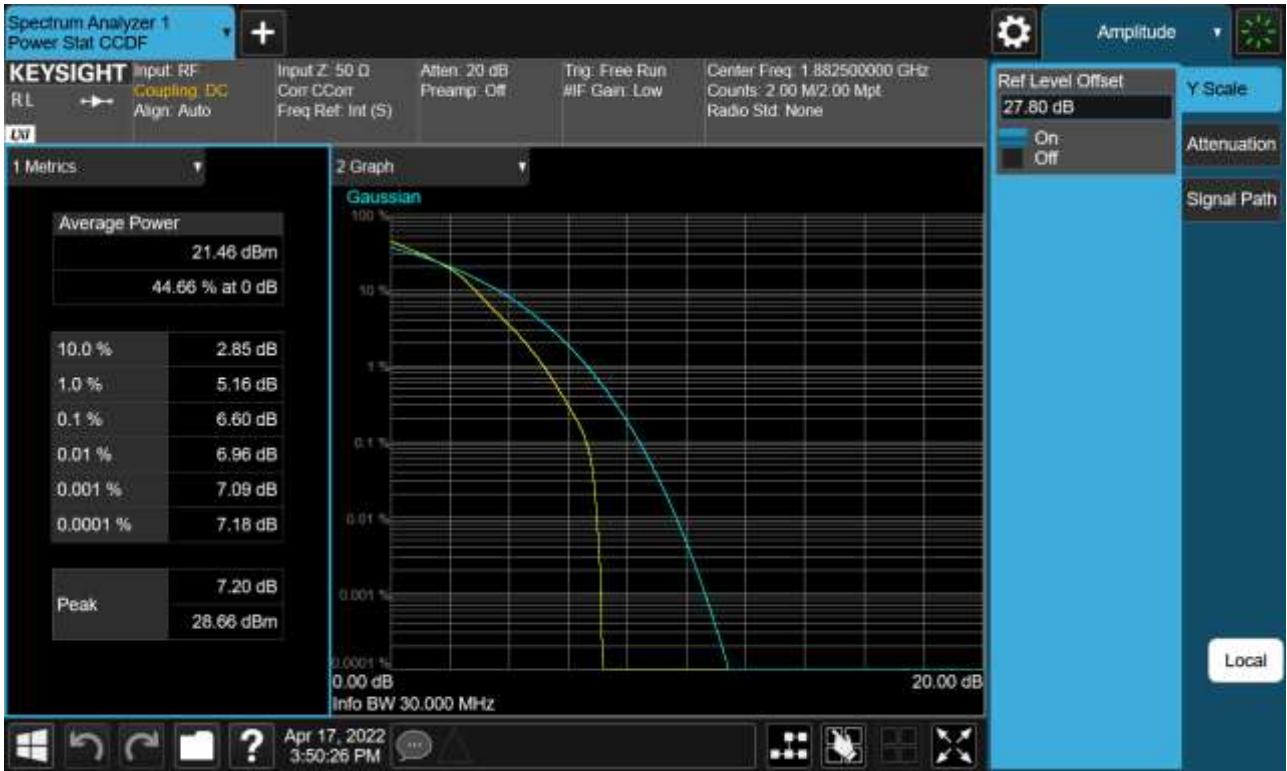 Spectrum Analyzer 1
Power Stat CCDF
+
Amplitude
KEYSIGHT
RL
LXI
Input: RF
Coupling: DC
Align: Auto
Input Z: 50 Ω
Corr CCorr
Freq Ref: Int (S)
Atten: 20 dB
Preamp: Off
Trig: Free Run
#IF Gain: Low
Center Freq: 1.882500000 GHz
Counts: 2.00 M/2.00 Mpt
Radio Std: None
Ref Level Offset
27.80 dB
On
Off
Y Scale
Attenuation
Signal Path
Local
1 Metrics
Average Power
21.46 dBm
44.66 % at 0 dB
10.0 % 2.85 dB
1.0 % 5.16 dB
0.1 % 6.60 dB
0.01 % 6.96 dB
0.001 % 7.09 dB
0.0001 % 7.18 dB
Peak
7.20 dB
28.66 dBm
2 Graph
Gaussian
100 %
10 %
1 %
0.1 %
0.01 %
0.001 %
0.0001 %
0.00 dB 20.00 dB
Info BW 30.000 MHz
?
Apr 17, 2022
3:50:26 PM